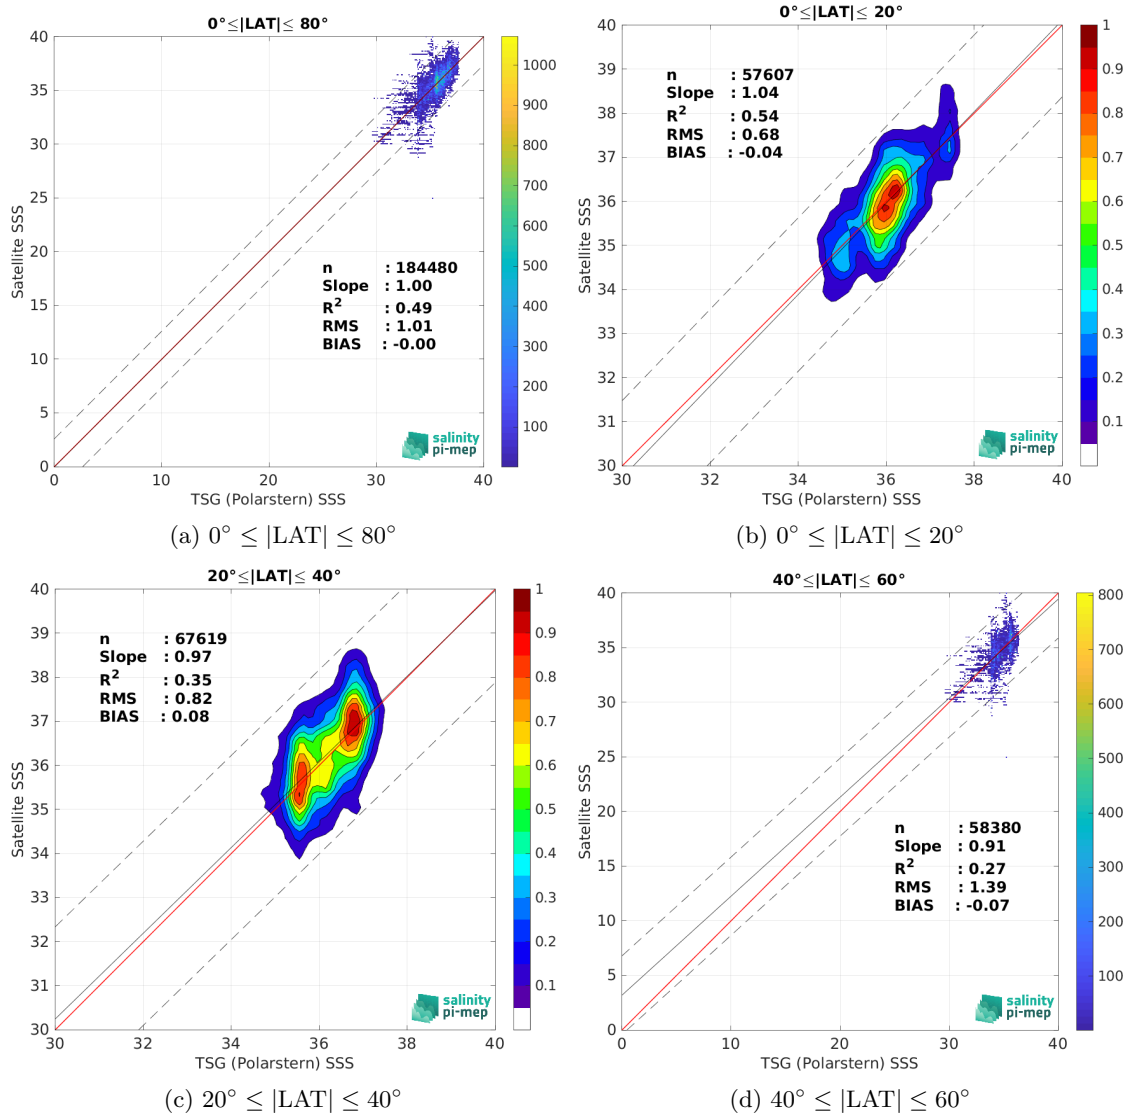 0°≤|LAT|≤ 80°
40
35
30
25
20
15
10
5
0
Satellite SSS
n : 184480
Slope : 1.00
R² : 0.49
RMS : 1.01
BIAS : -0.00
salinity
pi-mep
0 10 20 30 40
TSG (Polarstern) SSS
1000
900
800
700
600
500
400
300
200
100
(a) 0° ≤ |LAT| ≤ 80°
0°≤|LAT|≤ 20°
40
39
38
37
36
35
34
33
32
31
30
Satellite SSS
n : 57607
Slope : 1.04
R² : 0.54
RMS : 0.68
BIAS : -0.04
salinity
pi-mep
30 32 34 36 38 40
TSG (Polarstern) SSS
1
0.9
0.8
0.7
0.6
0.5
0.4
0.3
0.2
0.1
(b) 0° ≤ |LAT| ≤ 20°
20°≤|LAT|≤ 40°
40
39
38
37
36
35
34
33
32
31
30
Satellite SSS
n : 67619
Slope : 0.97
R² : 0.35
RMS : 0.82
BIAS : 0.08
salinity
pi-mep
30 32 34 36 38 40
TSG (Polarstern) SSS
1
0.9
0.8
0.7
0.6
0.5
0.4
0.3
0.2
0.1
(c) 20° ≤ |LAT| ≤ 40°
40°≤|LAT|≤ 60°
40
35
30
25
20
15
10
5
0
Satellite SSS
n : 58380
Slope : 0.91
R² : 0.27
RMS : 1.39
BIAS : -0.07
salinity
pi-mep
0 10 20 30 40
TSG (Polarstern) SSS
800
700
600
500
400
300
200
100
(d) 40° ≤ |LAT| ≤ 60°